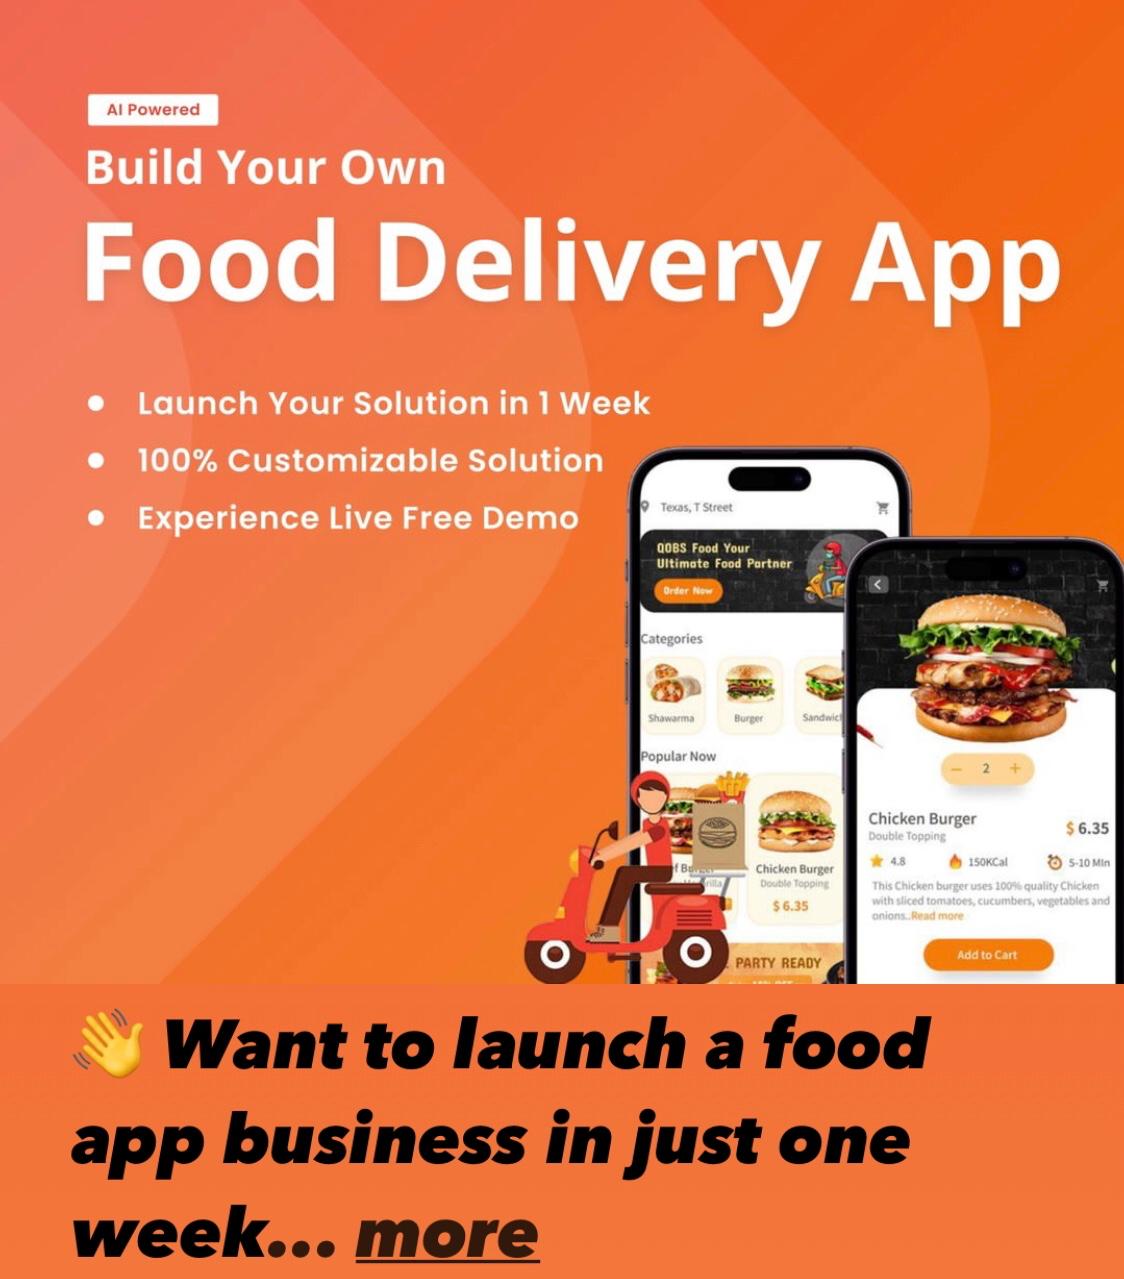 AI Powered
Build Your Own
Food Delivery App
Launch Your Solution in 1 Week
100% Customizable Solution
Experience Live Free Demo
Texas, T Street
QOBS Food Your
Ultimate Food Partner
Order Now
Categories
Shawarma
Burger
Sandwic
Popular Now
Chicken Burger
Double Topping
$ 6.35
PARTY READY
2
Chicken Burger
Double Topping
$ 6.35
4.8
150KCal
5-10 MIn
This Chicken burger uses 100% quality Chicken
with sliced tomatoes, cucumbers, vegetables and
onions..Read more
Add to Cart
👋 Want to launch a food
app business in just one
week... more